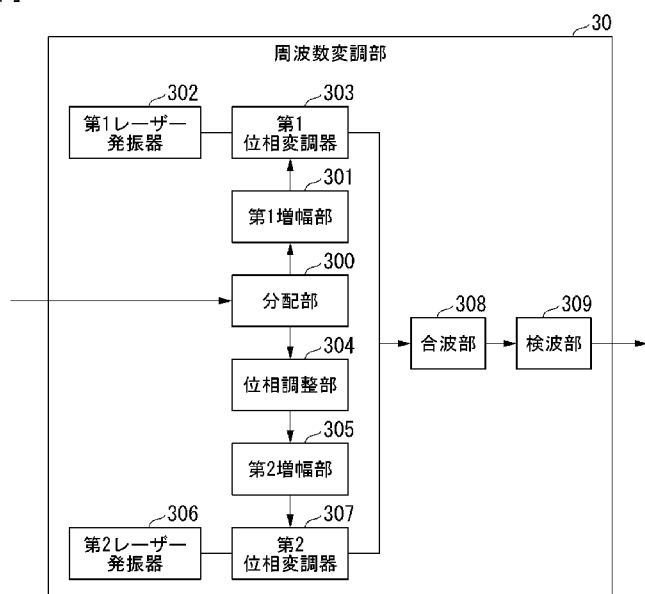 30
周波数変調部
302
第1レーザー
発振器
303
第1
位相変調器
301
第1増幅部
300
分配部
304
位相調整部
305
第2増幅部
306
第2レーザー
発振器
307
第2
位相変調器
308
合波部
309
検波部